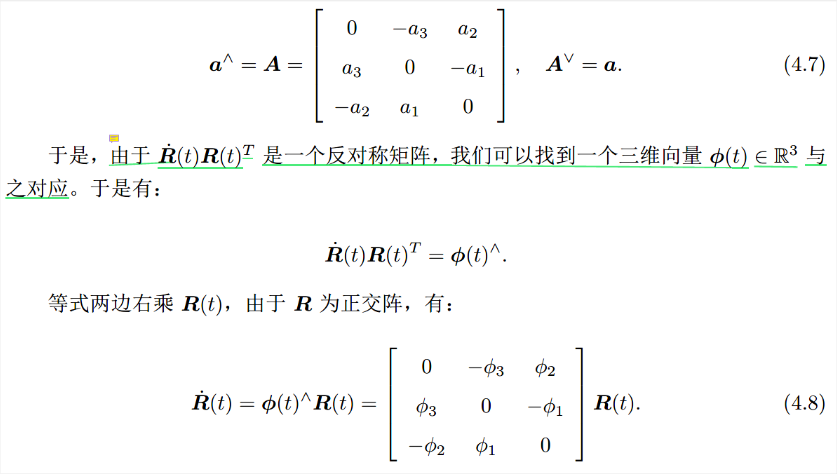 $$\boldsymbol{a}^{\wedge} = \boldsymbol{A} = \begin{bmatrix} 0 & -a_3 & a_2 \\ a_3 & 0 & -a_1 \\ -a_2 & a_1 & 0 \end{bmatrix}, \quad \boldsymbol{A}^{\vee} = \boldsymbol{a}. \quad (4.7)$$
于是，由于 $\dot{\boldsymbol{R}}(t)\boldsymbol{R}(t)^T$ 是一个反对称矩阵，我们可以找到一个三维向量 $\boldsymbol{\phi}(t) \in \mathbb{R}^3$ 与
之对应。于是有：
$$\dot{\boldsymbol{R}}(t)\boldsymbol{R}(t)^T = \boldsymbol{\phi}(t)^{\wedge}.$$
等式两边右乘 $\boldsymbol{R}(t)$，由于 $\boldsymbol{R}$ 为正交阵，有：
$$\dot{\boldsymbol{R}}(t) = \boldsymbol{\phi}(t)^{\wedge}\boldsymbol{R}(t) = \begin{bmatrix} 0 & -\phi_3 & \phi_2 \\ \phi_3 & 0 & -\phi_1 \\ -\phi_2 & \phi_1 & 0 \end{bmatrix} \boldsymbol{R}(t). \quad (4.8)$$